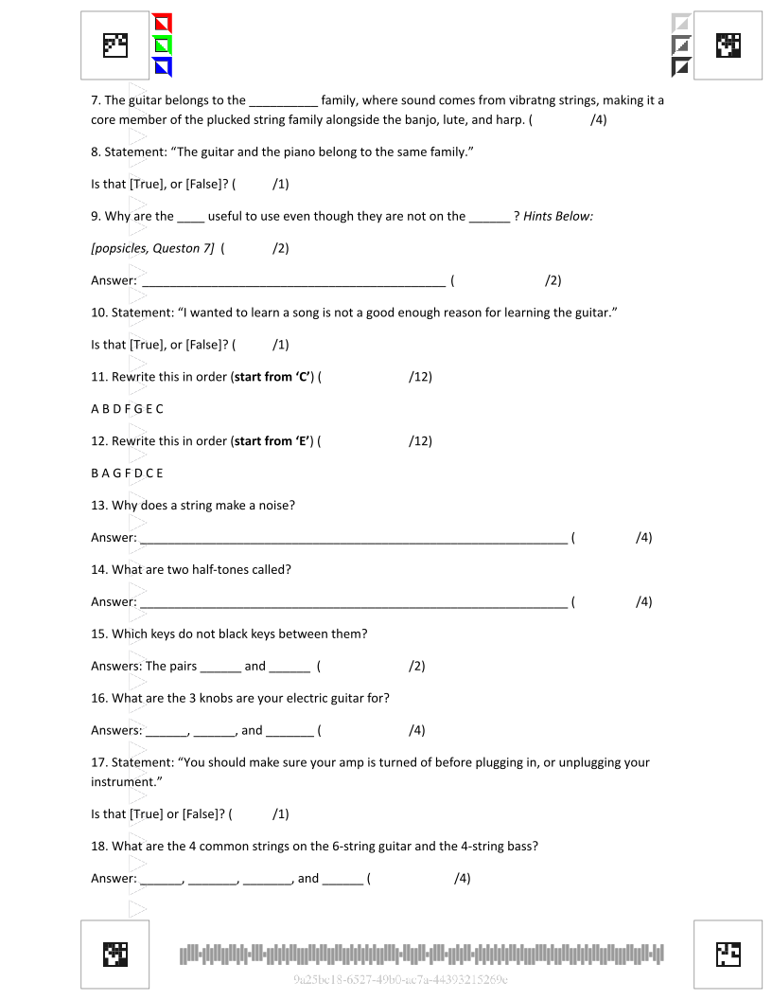 7. The guitar belongs to the __________ family, where sound comes from vibratng strings, making it a
core member of the plucked string family alongside the banjo, lute, and harp. ( /4)
8. Statement: “The guitar and the piano belong to the same family.”
Is that [True], or [False]? ( /1)
9. Why are the ____ useful to use even though they are not on the ______ ? Hints Below:
[popsicles, Queston 7] ( /2)
Answer: ____________________________________________ ( /2)
10. Statement: “I wanted to learn a song is not a good enough reason for learning the guitar.”
Is that [True], or [False]? ( /1)
11. Rewrite this in order (start from ‘C’) ( /12)
A B D F G E C
12. Rewrite this in order (start from ‘E’) ( /12)
B A G F D C E
13. Why does a string make a noise?
Answer: ______________________________________________________________ ( /4)
14. What are two half-tones called?
Answer: ______________________________________________________________ ( /4)
15. Which keys do not black keys between them?
Answers: The pairs ______ and ______ ( /2)
16. What are the 3 knobs are your electric guitar for?
Answers: ______, ______, and _______ ( /4)
17. Statement: “You should make sure your amp is turned of before plugging in, or unplugging your
instrument.”
Is that [True] or [False]? ( /1)
18. What are the 4 common strings on the 6-string guitar and the 4-string bass?
Answer: ______, _______, _______, and ______ ( /4)
9a25bc18-6527-49b0-ac7a-44393215269e